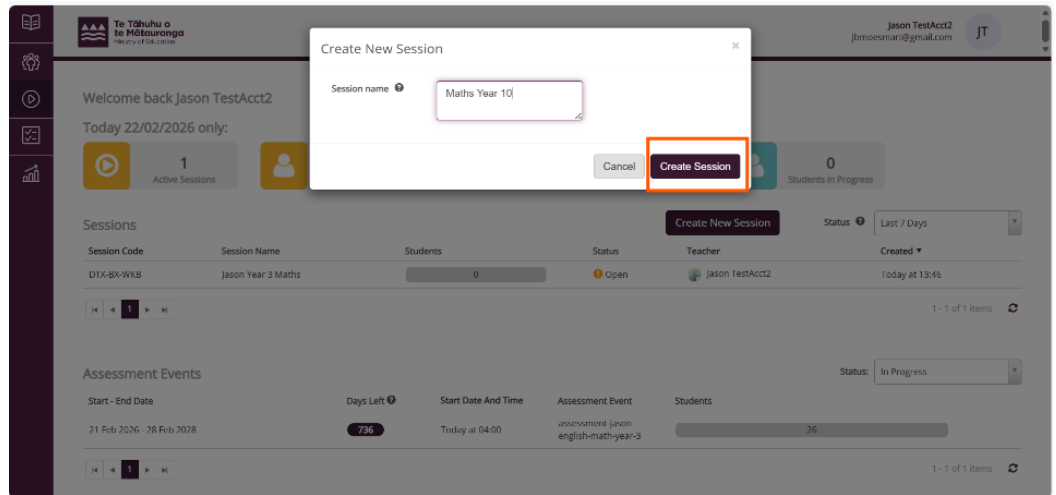 Te Tāhuhu o
te Mātauranga
Ministry of Education
Jason TestAcct2
jbmoesmart@gmail.com
JT
Create New Session
×
Session name
Maths Year 10
Cancel
Create Session
Welcome back Jason TestAcct2
Today 22/02/2026 only:
1
Active Sessions
0
Students In Progress
Sessions
Create New Session
Status
Last 7 Days
Session Code Session Name Students Status Teacher Created
DTX-BX-WKB Jason Year 3 Maths 0 Open Jason TestAcct2 Today at 13:46
1
1 - 1 of 1 items
Assessment Events
Status: In Progress
Start - End Date Days Left Start Date And Time Assessment Event Students
21 Feb 2026 - 28 Feb 2028 736 Today at 04:00 assessment-jason-
english-math-year-3 26
1
1 - 1 of 1 items